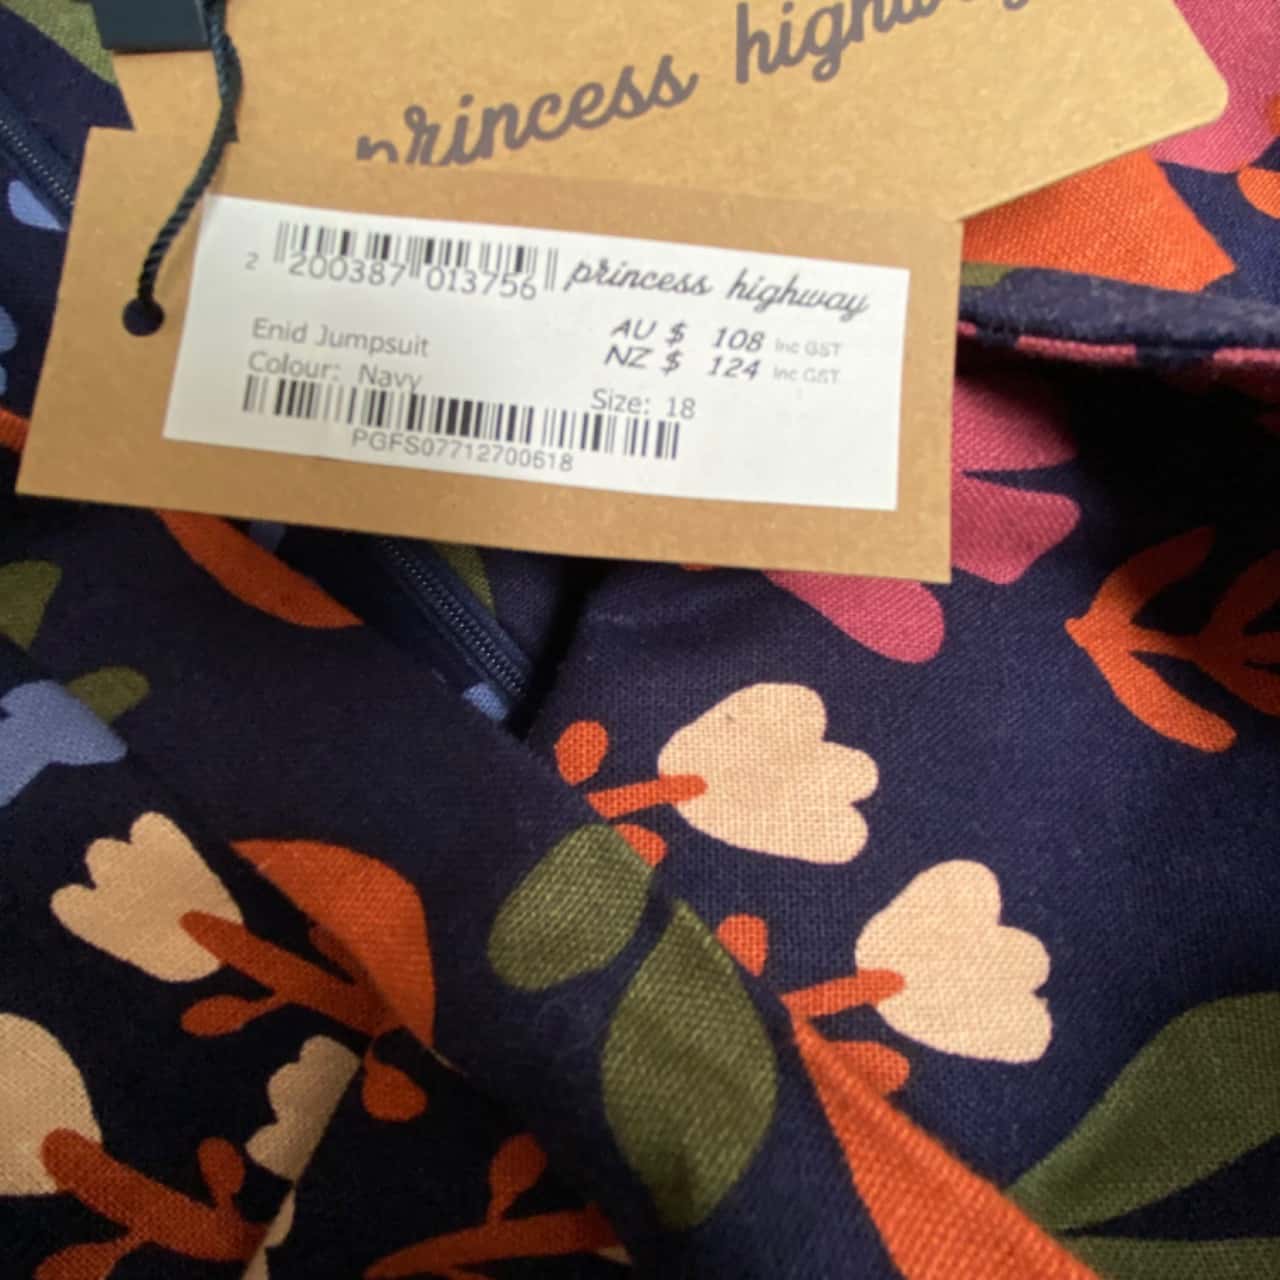 princess highway
2 200387 013756
princess highway
Enid Jumpsuit
AU $ 108 Inc GST
Colour: Navy
NZ $ 124 Inc GST
Size: 18
PGFS07712700618